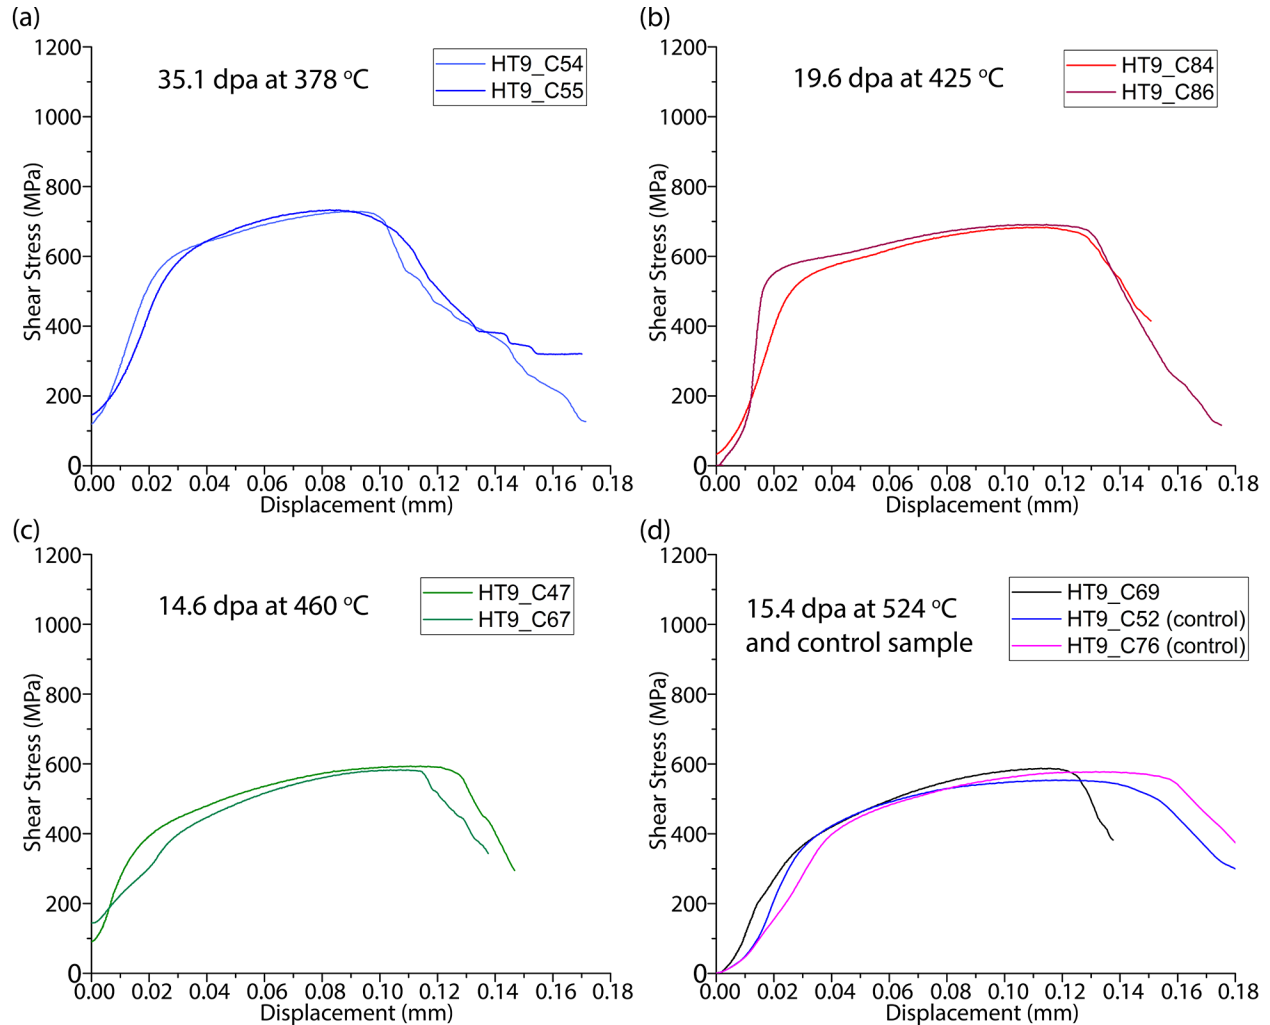 (a)
1200
1000
800
600
400
200
0
Shear Stress (MPa)
35.1 dpa at 378 °C
HT9_C54
HT9_C55
0.00 0.02 0.04 0.06 0.08 0.10 0.12 0.14 0.16 0.18
Displacement (mm)
(b)
1200
1000
800
600
400
200
0
Shear Stress (MPa)
19.6 dpa at 425 °C
HT9_C84
HT9_C86
0.00 0.02 0.04 0.06 0.08 0.10 0.12 0.14 0.16 0.18
Displacement (mm)
(c)
1200
1000
800
600
400
200
0
Shear Stress (MPa)
14.6 dpa at 460 °C
HT9_C47
HT9_C67
0.00 0.02 0.04 0.06 0.08 0.10 0.12 0.14 0.16 0.18
Displacement (mm)
(d)
1200
1000
800
600
400
200
0
Shear Stress (MPa)
15.4 dpa at 524 °C
and control sample
HT9_C69
HT9_C52 (control)
HT9_C76 (control)
0.00 0.02 0.04 0.06 0.08 0.10 0.12 0.14 0.16 0.18
Displacement (mm)